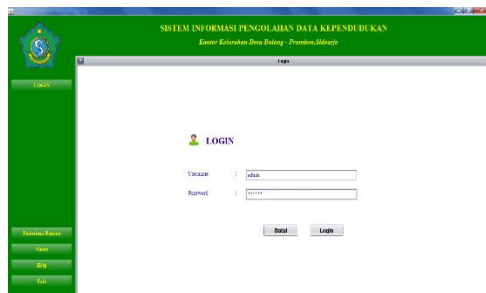 SISTEM INFORMASI PENGOLAHAN DATA KEPENDUDUKAN
Kantor Kelurahan Desa Bulang - Prambon,Sidoarjo
Login
LOGIN
LOGIN
Username :
admin
Password :
******
Batal
Login
About
Help
Exit